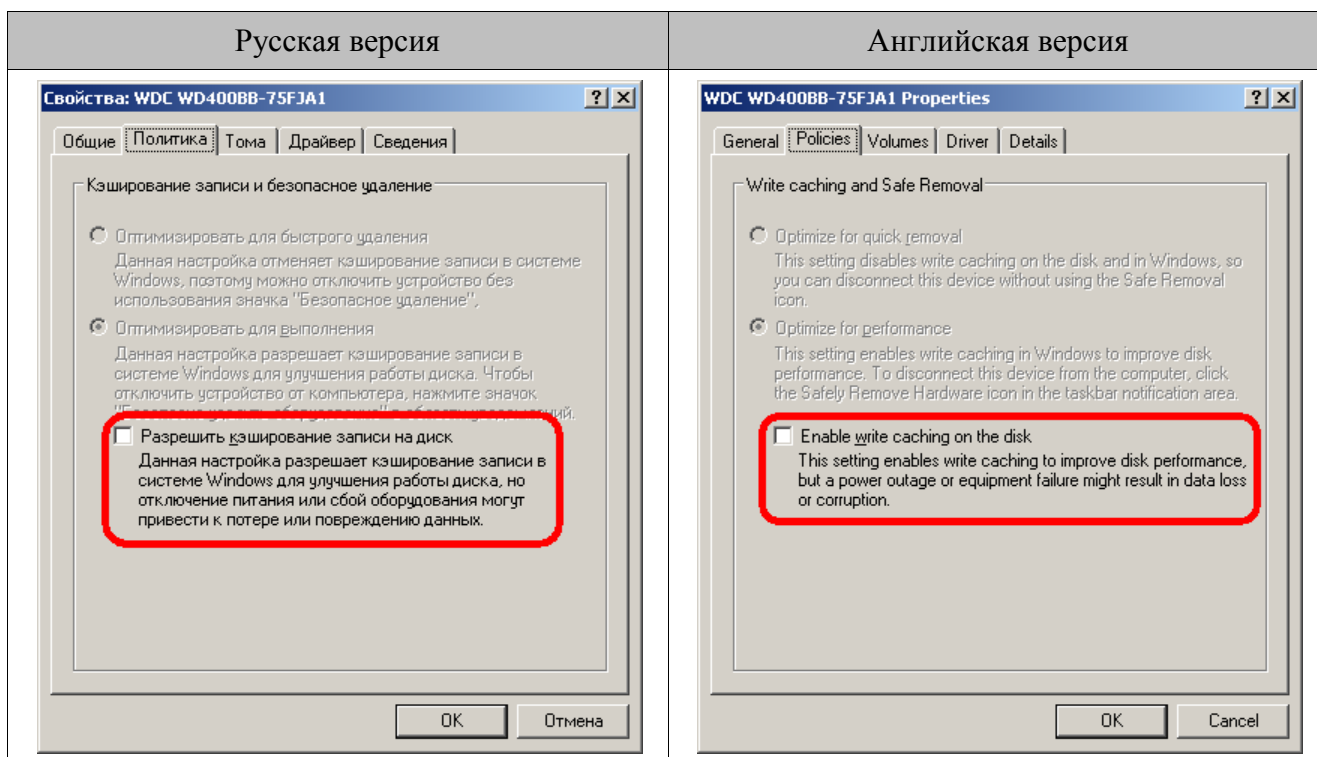 Русская версия
Английская версия
Свойства: WDC WD400BB-75FJA1
Общие
Политика
Тома
Драйвер
Сведения
Кэширование записи и безопасное удаление
Оптимизировать для быстрого удаления
Данная настройка отменяет кэширование записи в системе
Windows, поэтому можно отключить устройство без
использования значка "Безопасное удаление",
Оптимизировать для выполнения
Данная настройка разрешает кэширование записи в
системе Windows для улучшения работы диска. Чтобы
отключить устройство от компьютера, нажмите значок
Разрешить кэширование записи на диск
Данная настройка разрешает кэширование записи в
системе Windows для улучшения работы диска, но
отключение питания или сбой оборудования могут
привести к потере или повреждению данных.
OK
Отмена
WDC WD400BB-75FJA1 Properties
General
Policies
Volumes
Driver
Details
Write caching and Safe Removal
Optimize for quick removal
This setting disables write caching on the disk and in Windows, so
you can disconnect this device without using the Safe Removal
icon.
Optimize for performance
This setting enables write caching in Windows to improve disk
performance. To disconnect this device from the computer, click
the Safely Remove Hardware icon in the taskbar notification area.
Enable write caching on the disk
This setting enables write caching to improve disk performance,
but a power outage or equipment failure might result in data loss
or corruption.
OK
Cancel